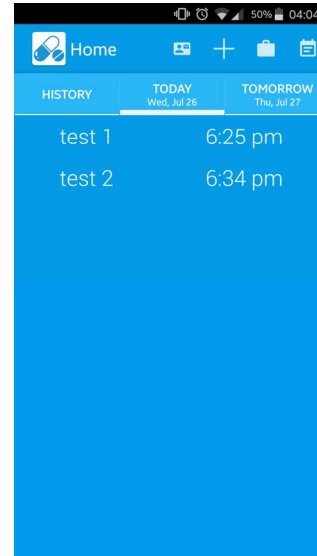 50% 04:04
Home
HISTORY
TODAY
Wed, Jul 26
TOMORROW
Thu, Jul 27
test 1 6:25 pm
test 2 6:34 pm